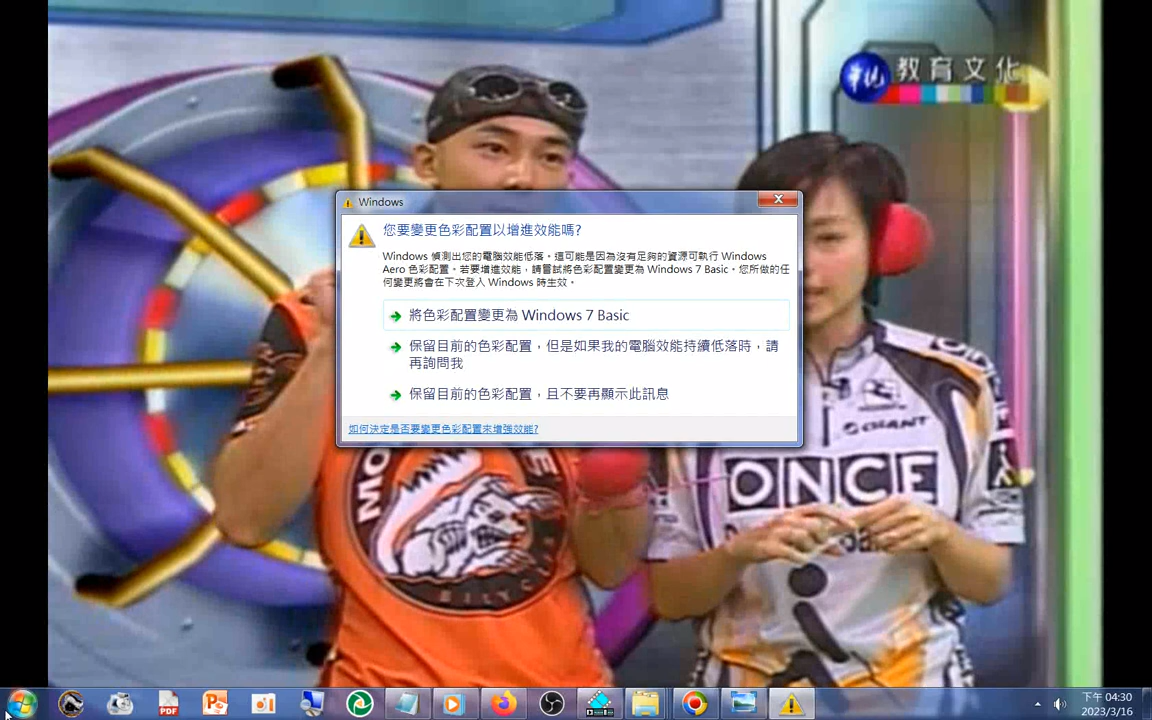 教育文化
Windows
您要變更色彩配置以增進效能嗎?
Windows 偵測出您的電腦效能低落。這可能是因為沒有足夠的資源可執行 Windows
Aero 色彩配置。若要增進效能，請嘗試將色彩配置變更為 Windows 7 Basic。您所做的任
何變更將會在下次登入 Windows 時生效。
將色彩配置變更為 Windows 7 Basic
保留目前的色彩配置，但是如果我的電腦效能持續低落時，請
再詢問我
保留目前的色彩配置，且不要再顯示此訊息
如何決定是否要變更色彩配置來增強效能?
GIANT
ONCE
PDF
下午 04:30
2023/3/16